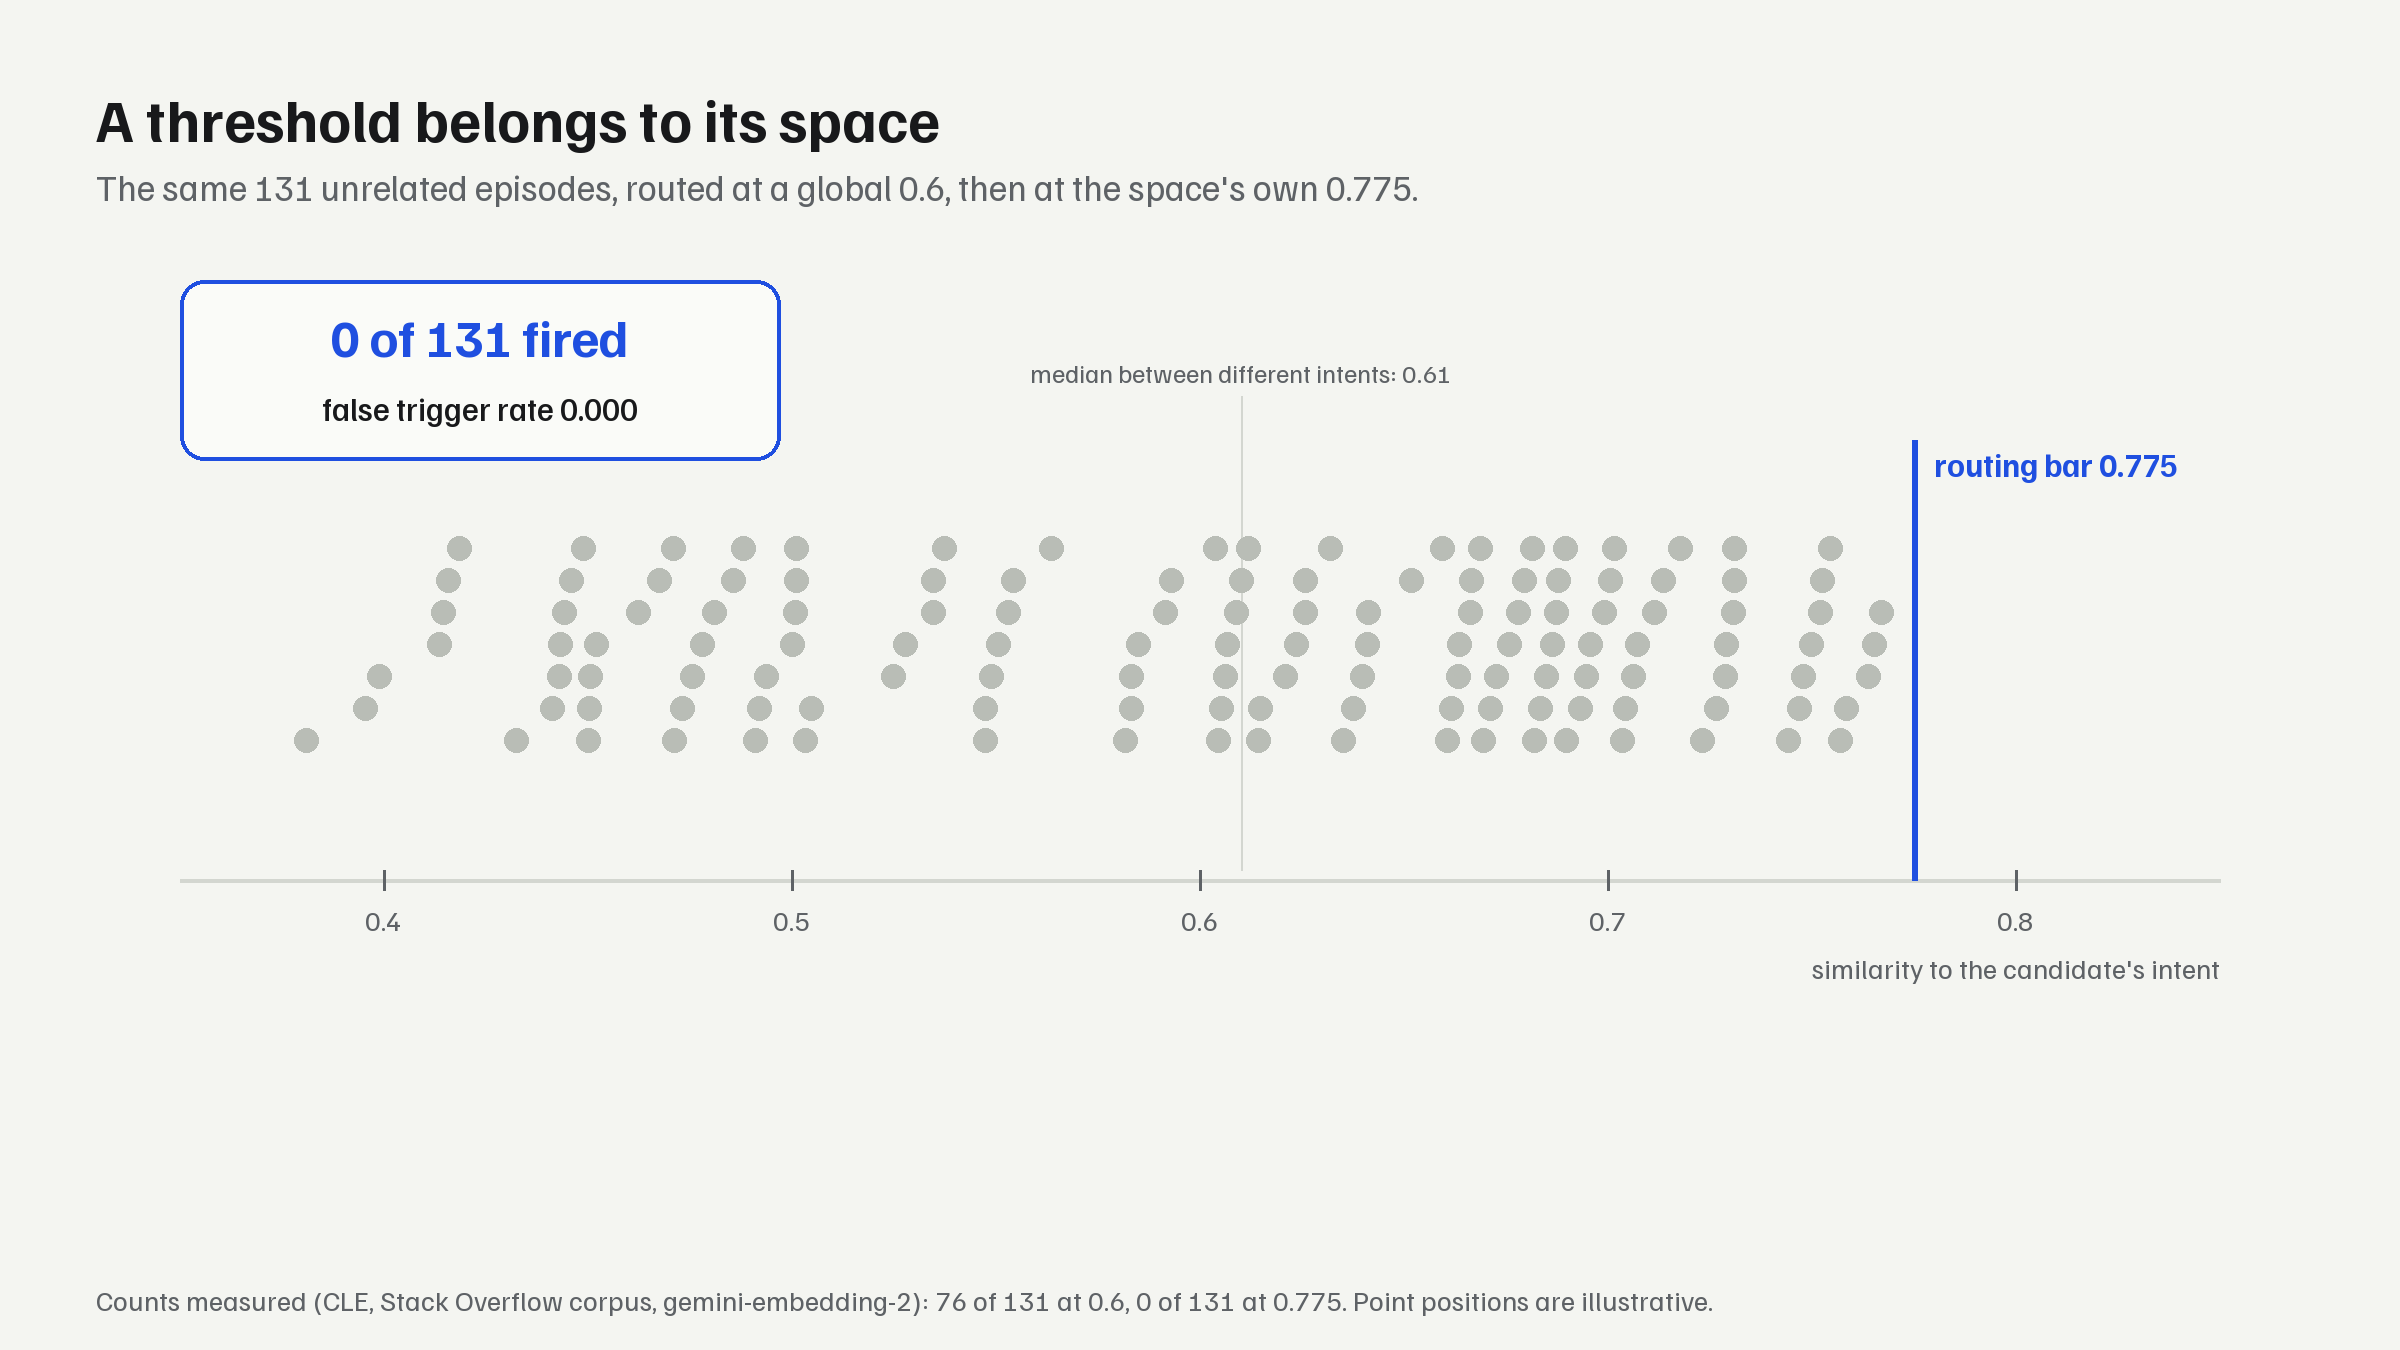 A threshold belongs to its space
The same 131 unrelated episodes, routed at a global 0.6, then at the space's own 0.775.
0 of 131 fired
false trigger rate 0.000
median between different intents: 0.61
routing bar 0.775
0.4
0.5
0.6
0.7
0.8
similarity to the candidate's intent
Counts measured (CLE, Stack Overflow corpus, gemini-embedding-2): 76 of 131 at 0.6, 0 of 131 at 0.775. Point positions are illustrative.